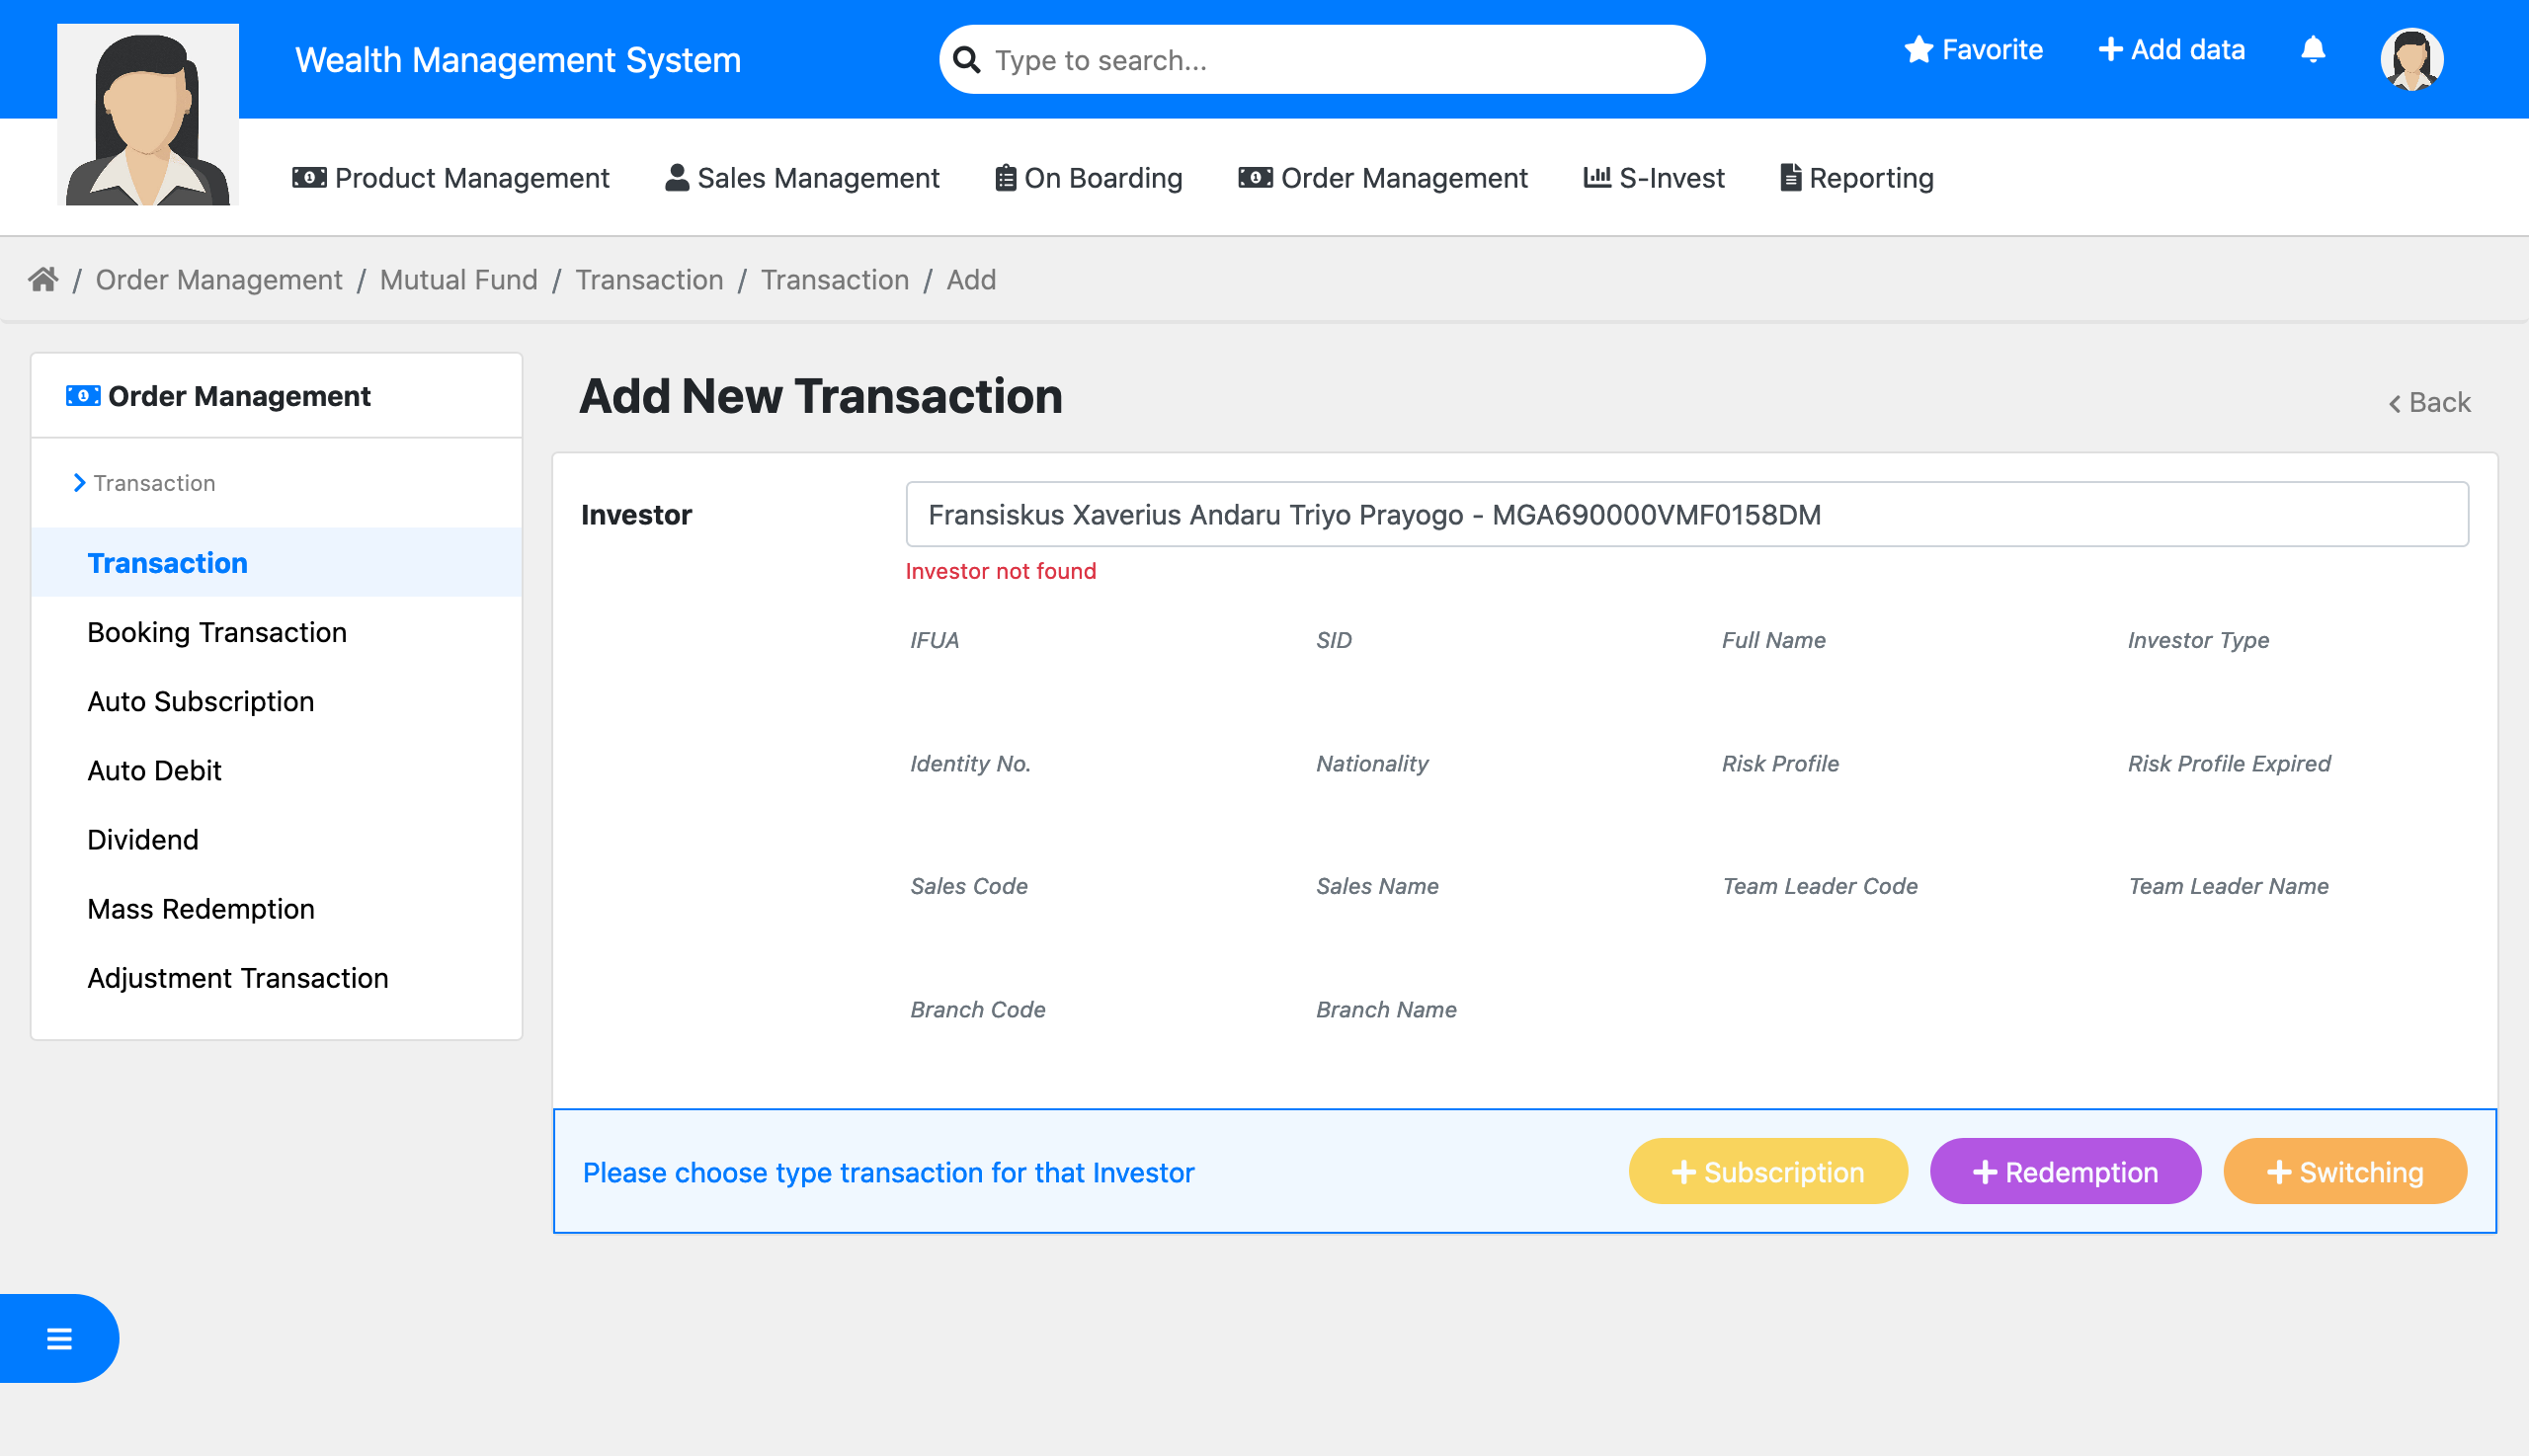 Wealth Management System
Type to search...
Favorite
Add data
Product Management
Sales Management
On Boarding
Order Management
S-Invest
Reporting
/ Order Management / Mutual Fund / Transaction / Transaction / Add
Order Management
Transaction
Transaction
Booking Transaction
Auto Subscription
Auto Debit
Dividend
Mass Redemption
Adjustment Transaction
Add New Transaction
Back
Investor
Fransiskus Xaverius Andaru Triyo Prayogo - MGA690000VMF0158DM
Investor not found
IFUA SID Full Name Investor Type
Identity No. Nationality Risk Profile Risk Profile Expired
Sales Code Sales Name Team Leader Code Team Leader Name
Branch Code Branch Name
Please choose type transaction for that Investor
Subscription
Redemption
Switching